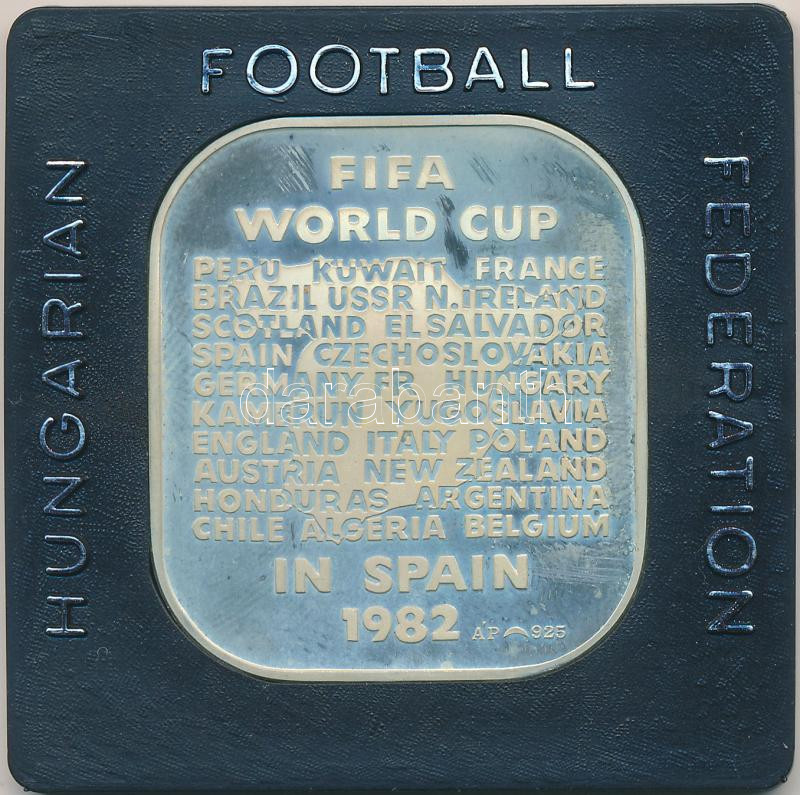 FOOTBALL
HUNGARIAN
FEDERATION
FIFA
WORLD CUP
PERU KUWAIT FRANCE
BRAZIL USSR N.IRELAND
SCOTLAND EL SALVADOR
SPAIN CZECHOSLOVAKIA
GERMANY FR. HUNGARY
KAMERUN YUGOSLAVIA
ENGLAND ITALY POLAND
AUSTRIA NEW ZEALAND
HONDURAS ARGENTINA
CHILE ALGERIA BELGIUM
IN SPAIN
1982 ÁP 925
darabanth